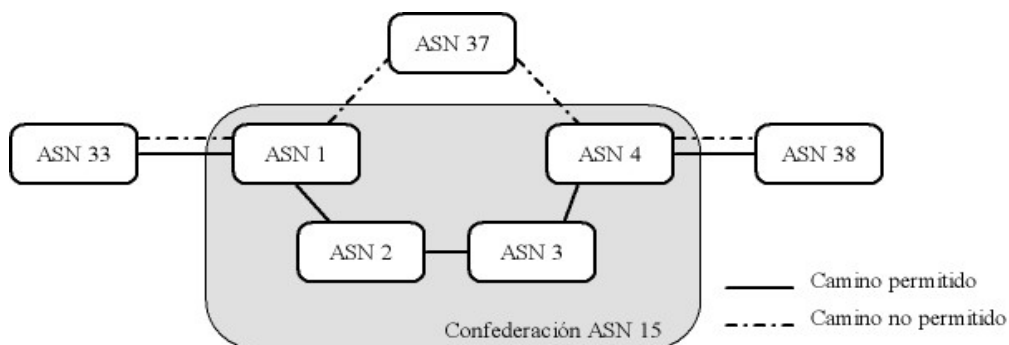 ASN 37
ASN 33
ASN 1
ASN 4
ASN 38
ASN 2
ASN 3
Camino permitido
Camino no permitido
Confederación ASN 15